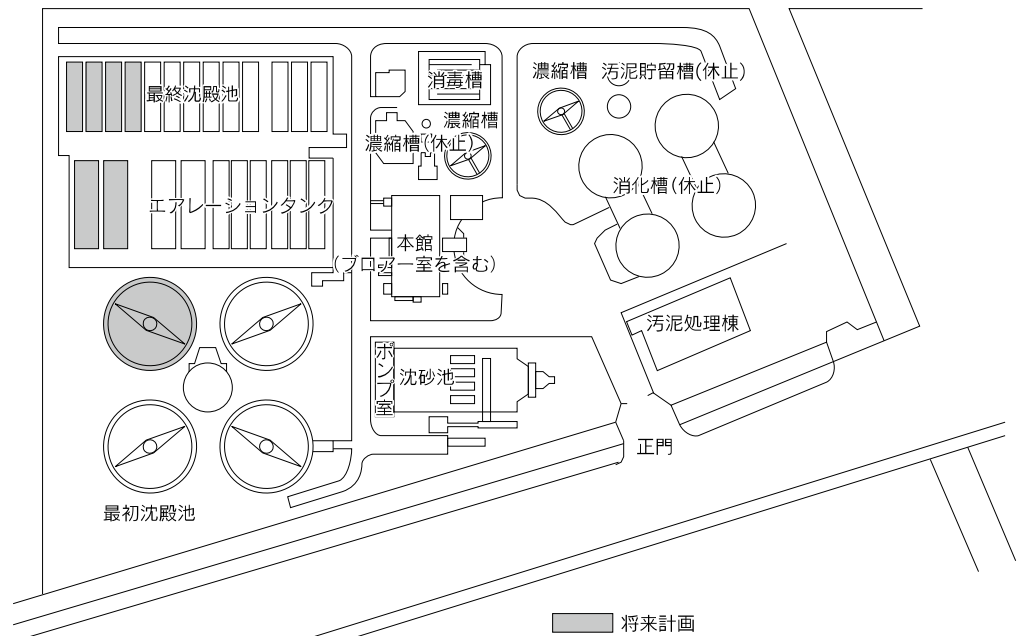 濃縮槽
汚泥貯留槽(休止)
消毒槽
最終沈殿池
濃縮槽
濃縮槽(休止)
消化槽(休止)
エアレーションタンク
本館
(ブロアー室を含む)
汚泥処理棟
ポンプ室
沈砂池
正門
最初沈殿池
将来計画